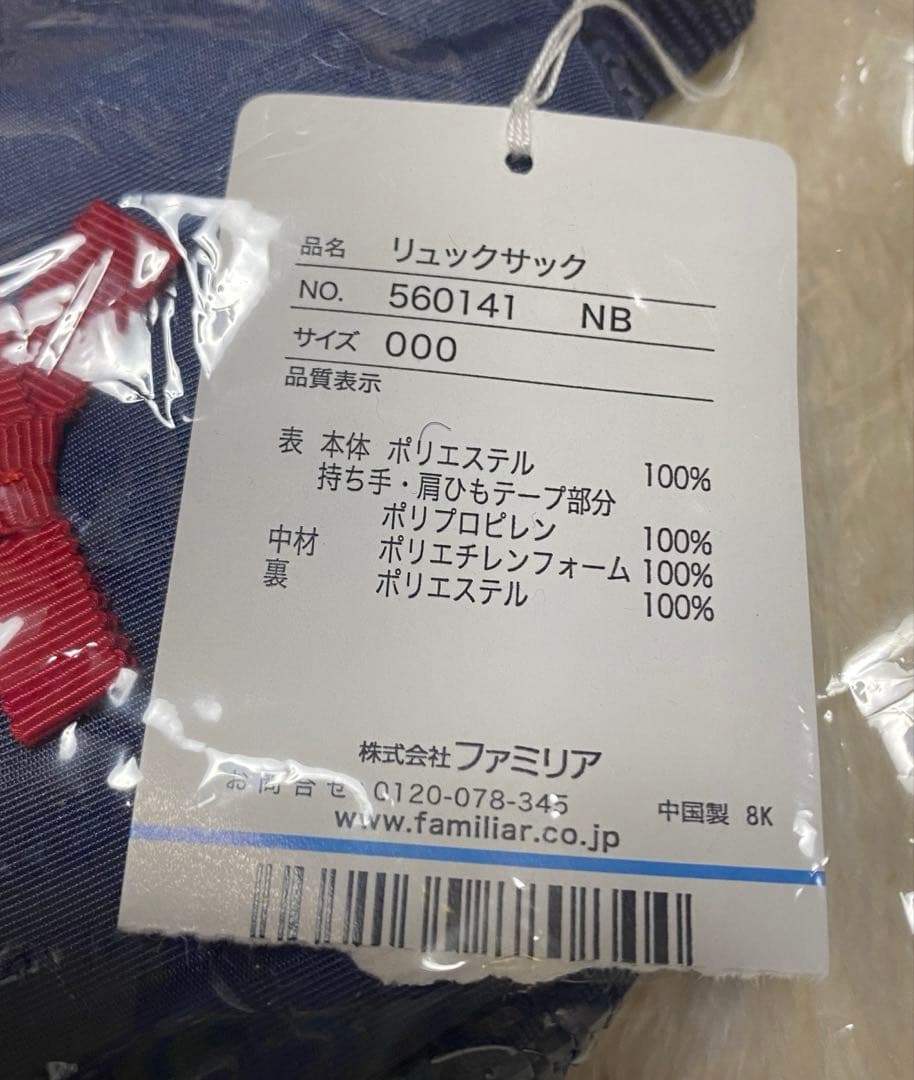 品名 リュックサック
NO. 560141 NB
サイズ 000
品質表示
表 本体 ポリエステル 100%
持ち手・肩ひもテープ部分
ポリプロピレン 100%
中材 ポリエチレンフォーム 100%
裏 ポリエステル 100%
株式会社ファミリア
お問合せ 0120-078-345
www.familiar.co.jp
中国製 8K